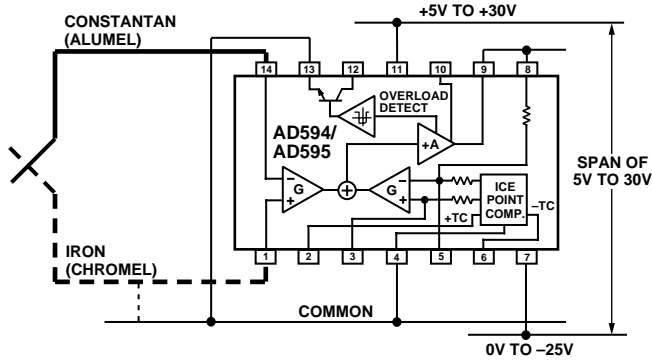 CONSTANTAN
(ALUMEL)
+5V TO +30V
14 13 12 11 10 9 8
OVERLOAD
DETECT
AD594/
AD595
+A
SPAN OF
5V TO 30V
–
G
+
–
G
+
ICE
POINT
COMP.
–TC
+TC
IRON
(CHROMEL)
1 2 3 4 5 6 7
COMMON
0V TO –25V